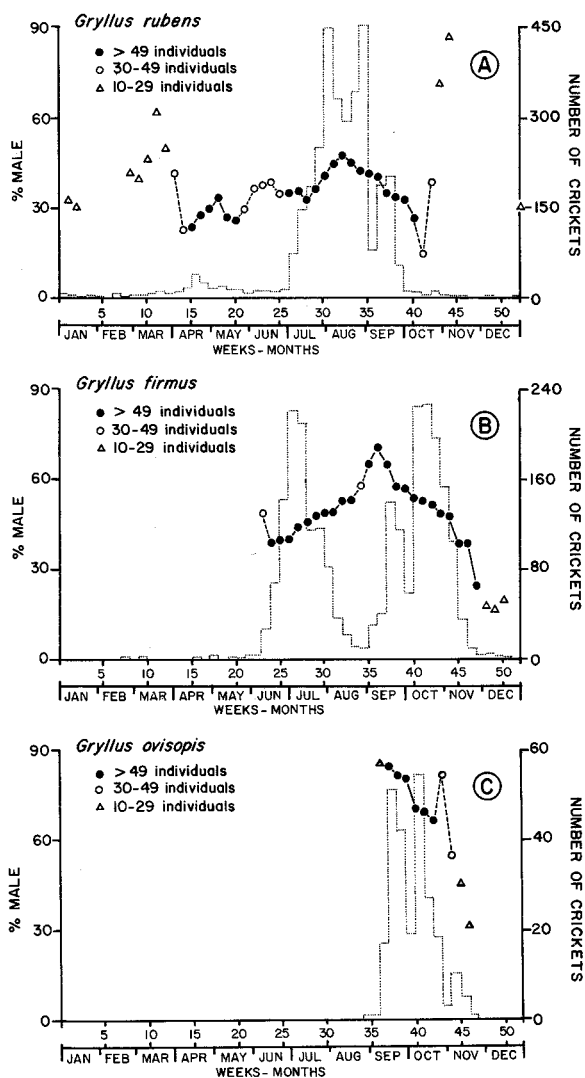 Gryllus rubens
● > 49 individuals
○ 30-49 individuals
△ 10-29 individuals
A
% MALE
90
60
30
0
NUMBER OF CRICKETS
450
300
150
0
5 10 15 20 25 30 35 40 45 50
JAN FEB MAR APR MAY JUN JUL AUG SEP OCT NOV DEC
WEEKS-MONTHS
Gryllus firmus
● > 49 individuals
○ 30-49 individuals
△ 10-29 individuals
B
% MALE
90
60
30
0
NUMBER OF CRICKETS
240
160
80
0
5 10 15 20 25 30 35 40 45 50
JAN FEB MAR APR MAY JUN JUL AUG SEP OCT NOV DEC
WEEKS-MONTHS
Gryllus ovisopis
● > 49 individuals
○ 30-49 individuals
△ 10-29 individuals
C
% MALE
90
60
30
0
NUMBER OF CRICKETS
60
40
20
0
5 10 15 20 25 30 35 40 45 50
JAN FEB MAR APR MAY JUN JUL AUG SEP OCT NOV DEC
WEEKS-MONTHS